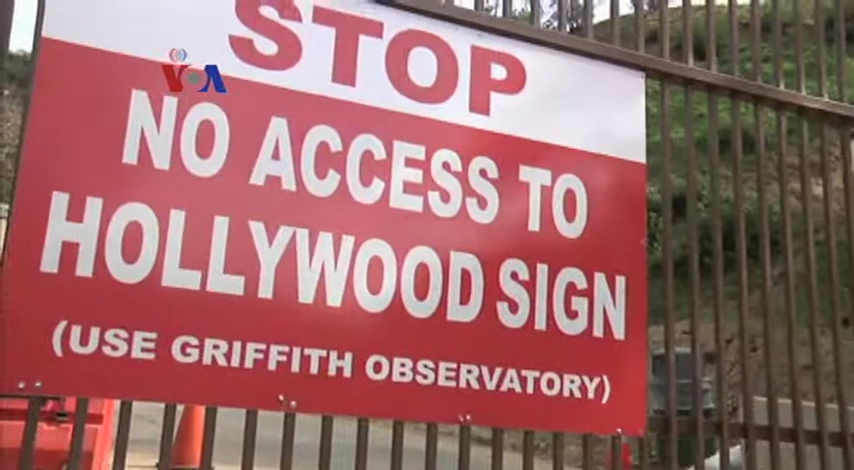 STOP
VOA
NO ACCESS TO
HOLLYWOOD SIGN
(USE GRIFFITH OBSERVATORY)